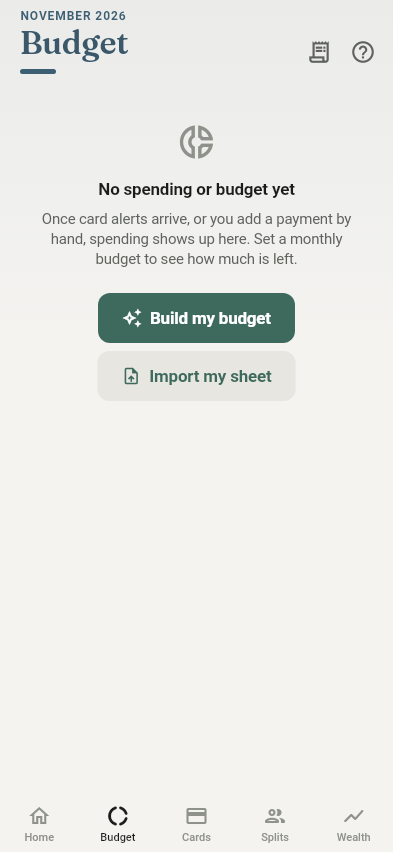 NOVEMBER 2026
Budget
No spending or budget yet
Once card alerts arrive, or you add a payment by
hand, spending shows up here. Set a monthly
budget to see how much is left.
Build my budget
Import my sheet
Home
Budget
Cards
Splits
Wealth